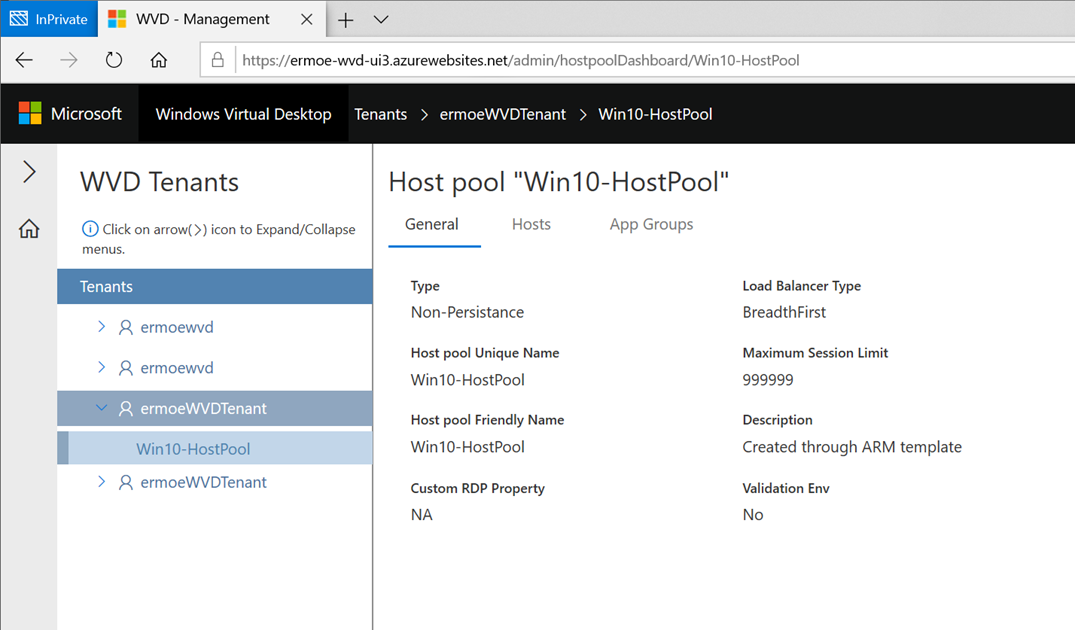 InPrivate
WVD - Management
https://ermoe-wvd-ui3.azurewebsites.net/admin/hostpoolDashboard/Win10-HostPool
Microsoft Windows Virtual Desktop Tenants > ermoeWVDTenant > Win10-HostPool
WVD Tenants
Click on arrow(>) icon to Expand/Collapse
menus.
Tenants
ermoewvd
ermoewvd
ermoeWVDTenant
Win10-HostPool
ermoeWVDTenant
Host pool "Win10-HostPool"
General Hosts App Groups
Type
Non-Persistance
Load Balancer Type
BreadthFirst
Host pool Unique Name
Win10-HostPool
Maximum Session Limit
999999
Host pool Friendly Name
Win10-HostPool
Description
Created through ARM template
Custom RDP Property
NA
Validation Env
No